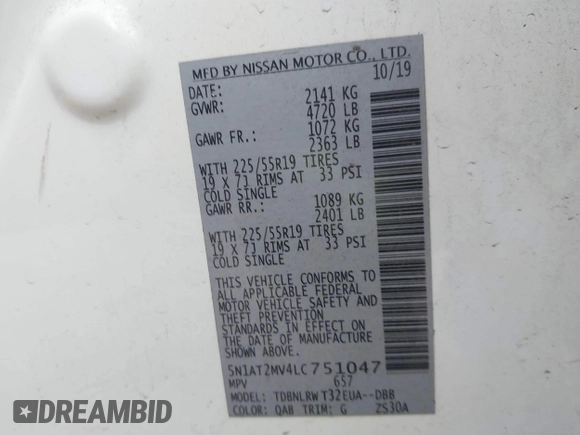 MFD BY NISSAN MOTOR CO., LTD.
DATE: 10/19
GVWR: 2141 KG
4720 LB
GAWR FR.: 1072 KG
2363 LB
WITH 225/55R19 TIRES
19 X 7J RIMS AT 33 PSI
COLD SINGLE
GAWR RR.: 1089 KG
2401 LB
WITH 225/55R19 TIRES
19 X 7J RIMS AT 33 PSI
COLD SINGLE
THIS VEHICLE CONFORMS TO
ALL APPLICABLE FEDERAL
MOTOR VEHICLE SAFETY AND
THEFT PREVENTION
STANDARDS IN EFFECT ON
THE DATE OF MANUFACTURE
SHOWN ABOVE.
5N1AT2MV4LC751047
MPV 657
MODEL: TDBNLRWT32EUA--DBB
COLOR: QAB TRIM: G 2S30A